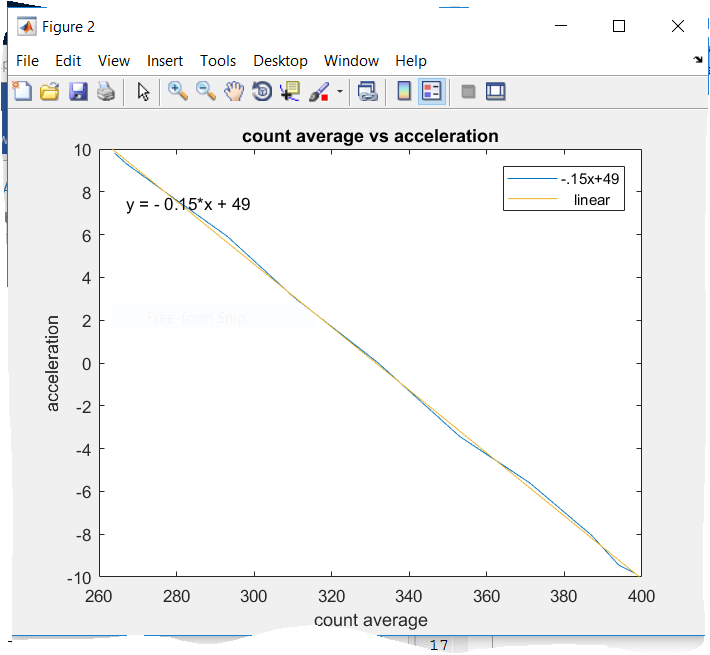 Figure 2
File Edit View Insert Tools Desktop Window Help
count average vs acceleration
10
8
6
4
2
0
-2
-4
-6
-8
-10
acceleration
y = - 0.15*x + 49
-.15x+49
linear
Free-form Snip
260 280 300 320 340 360 380 400
count average
17